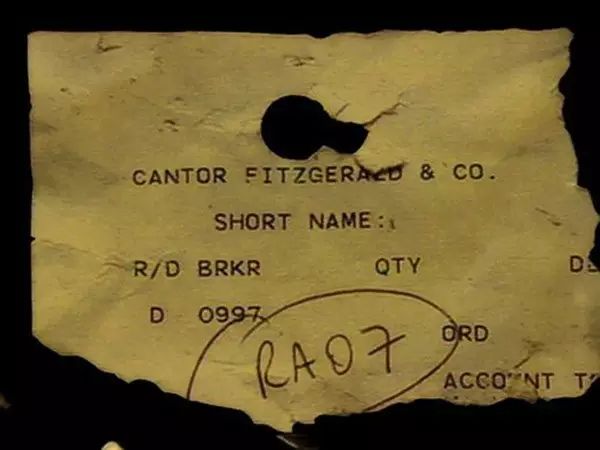 CANTOR FITZGERALD & CO.
SHORT NAME:
R/D BRKR QTY
D 0997
ORD
RA07
ACCOUNT